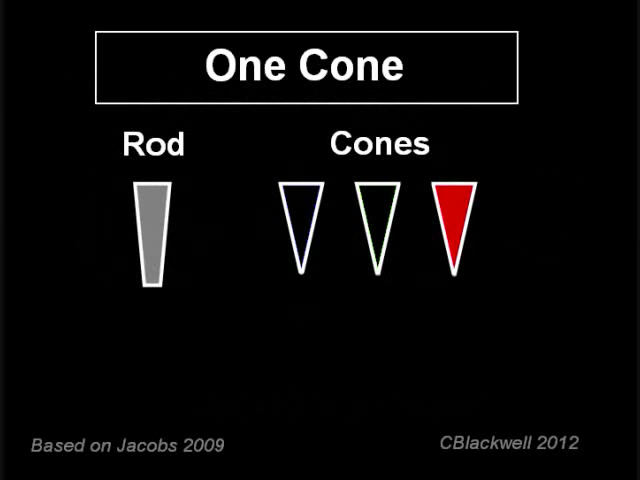 One Cone
Rod
Cones
Based on Jacobs 2009
CBlackwell 2012